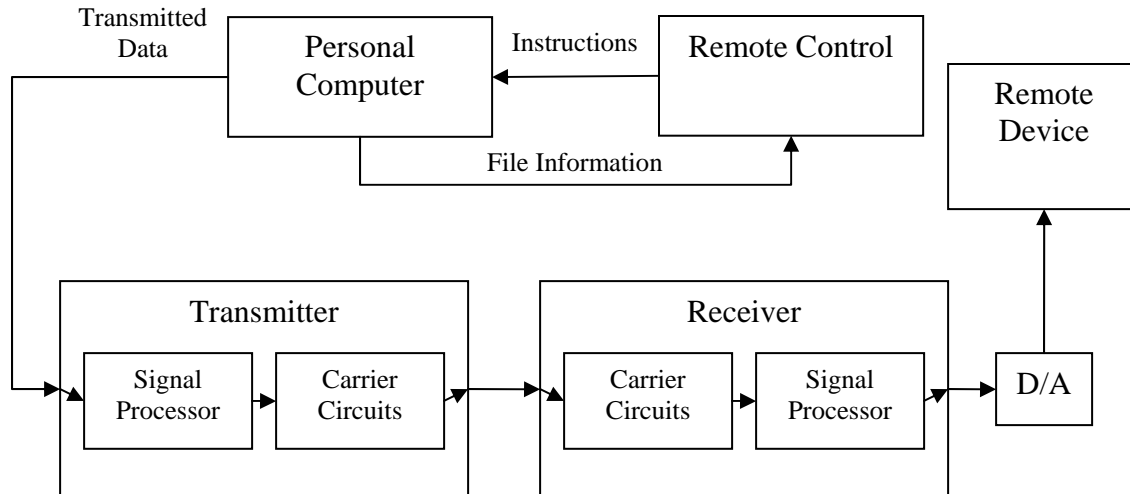 Transmitted
Data
Personal
Computer
Instructions
Remote Control
Remote
Device
File Information
Transmitter
Signal
Processor
Carrier
Circuits
Receiver
Carrier
Circuits
Signal
Processor
D/A